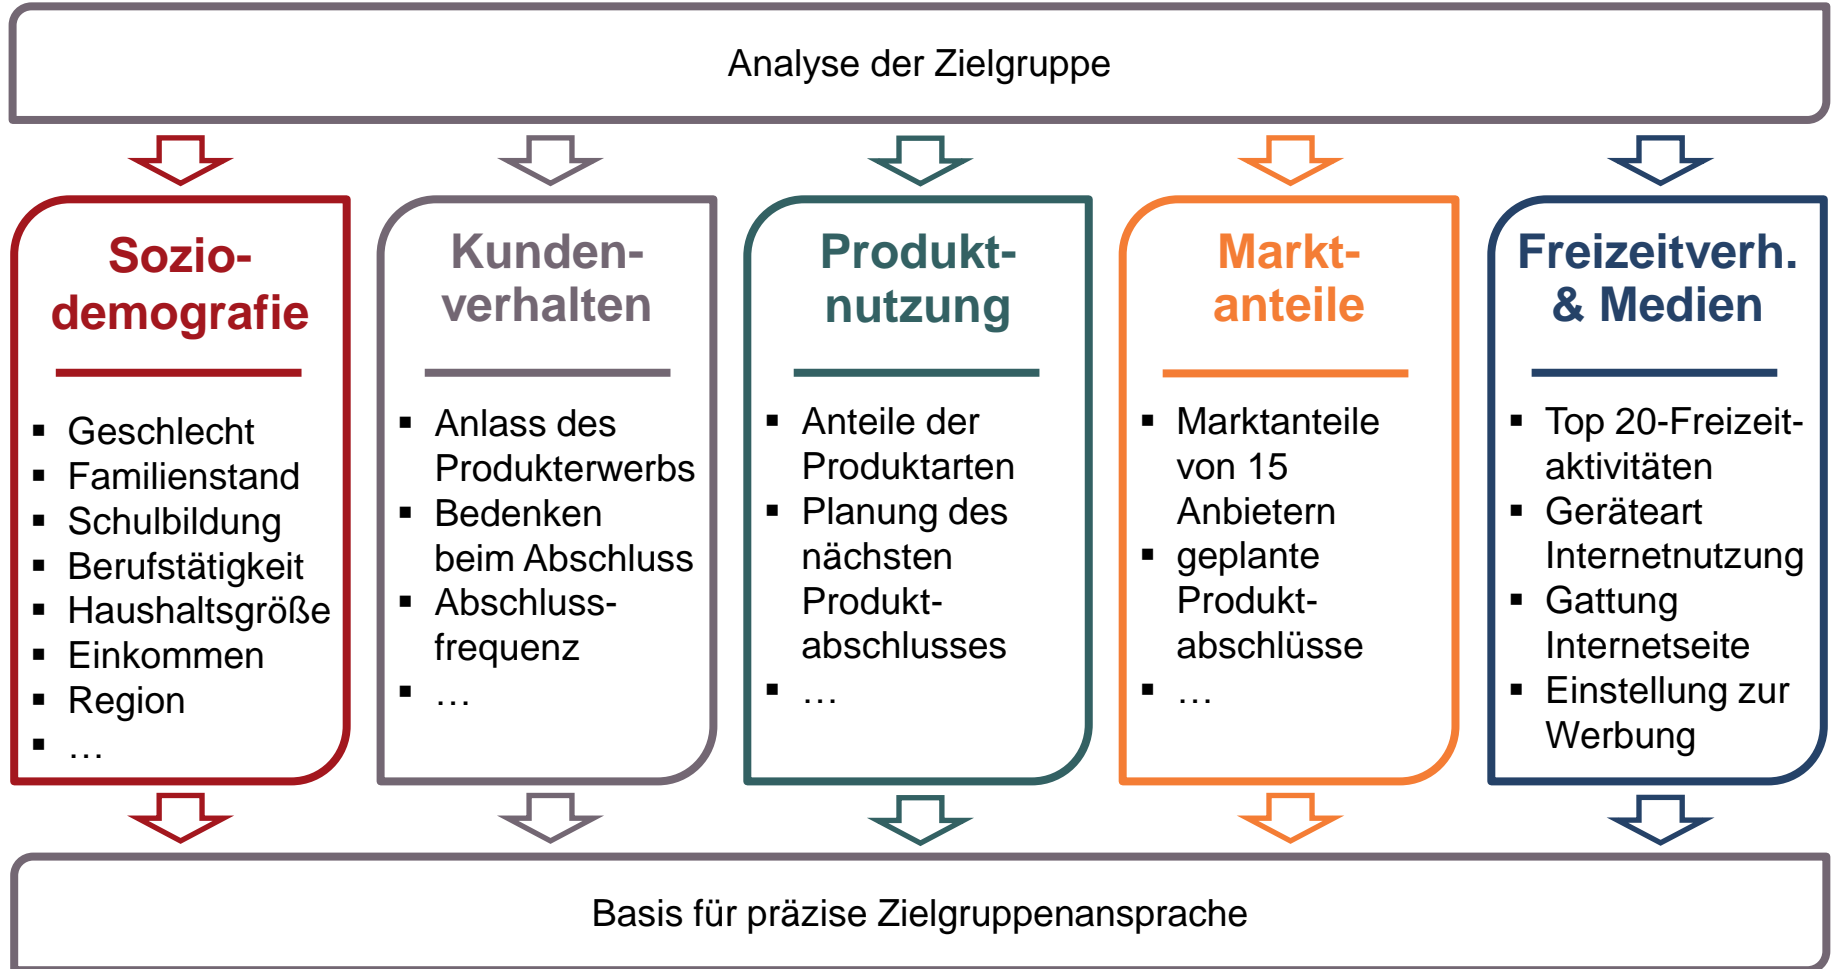 Analyse der Zielgruppe
Sozio-
demografie
Geschlecht
Familienstand
Schulbildung
Berufstätigkeit
Haushaltsgröße
Einkommen
Region
…
Kunden-
verhalten
Anlass des
Produkterwerbs
Bedenken
beim Abschluss
Abschluss-
frequenz
…
Produkt-
nutzung
Anteile der
Produktarten
Planung des
nächsten
Produkt-
abschlusses
…
Markt-
anteile
Marktanteile
von 15
Anbietern
geplante
Produkt-
abschlüsse
…
Freizeitverh.
& Medien
Top 20-Freizeit-
aktivitäten
Geräteart
Internetnutzung
Gattung
Internetseite
Einstellung zur
Werbung
Basis für präzise Zielgruppenansprache